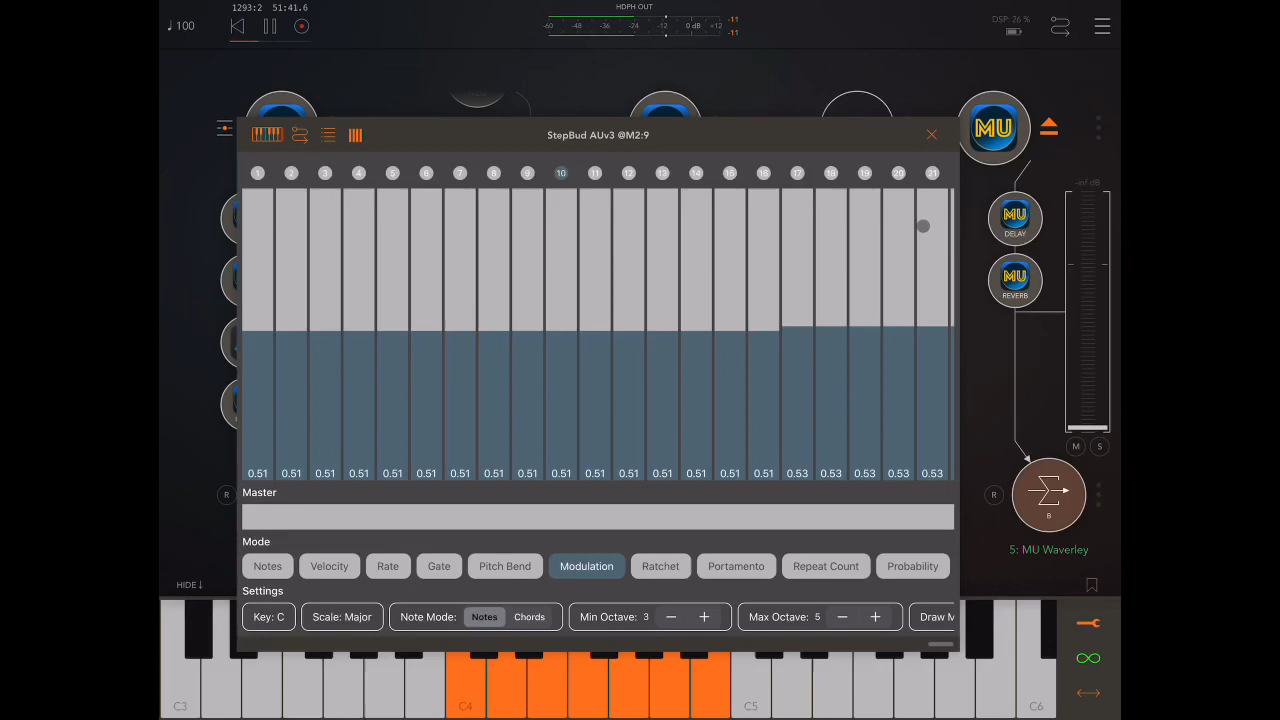 1293:2 51:41.6
♩ 100
HDPH OUT
-60 -48 -36 -24 -12 0 dB +12
-11
-11
DSP: 26 %
StepBud AUv3 @M2:9
MU
1 2 3 4 5 6 7 8 9 10 11 12 13 14 15 16 17 18 19 20 21
-inf dB
MU
DELAY
MU
REVERB
0.51 0.51 0.51 0.51 0.51 0.51 0.51 0.51 0.51 0.51 0.51 0.51 0.51 0.51 0.51 0.51 0.53 0.53 0.53 0.53 0.53
M S
Master
R
R
B
Mode
5: MU Waverley
Notes Velocity Rate Gate Pitch Bend Modulation Ratchet Portamento Repeat Count Probability
HIDE↓
Settings
Key: C Scale: Major Note Mode: Notes Chords Min Octave: 3 − + Max Octave: 5 − + Draw M
C3 C4 C5 C6